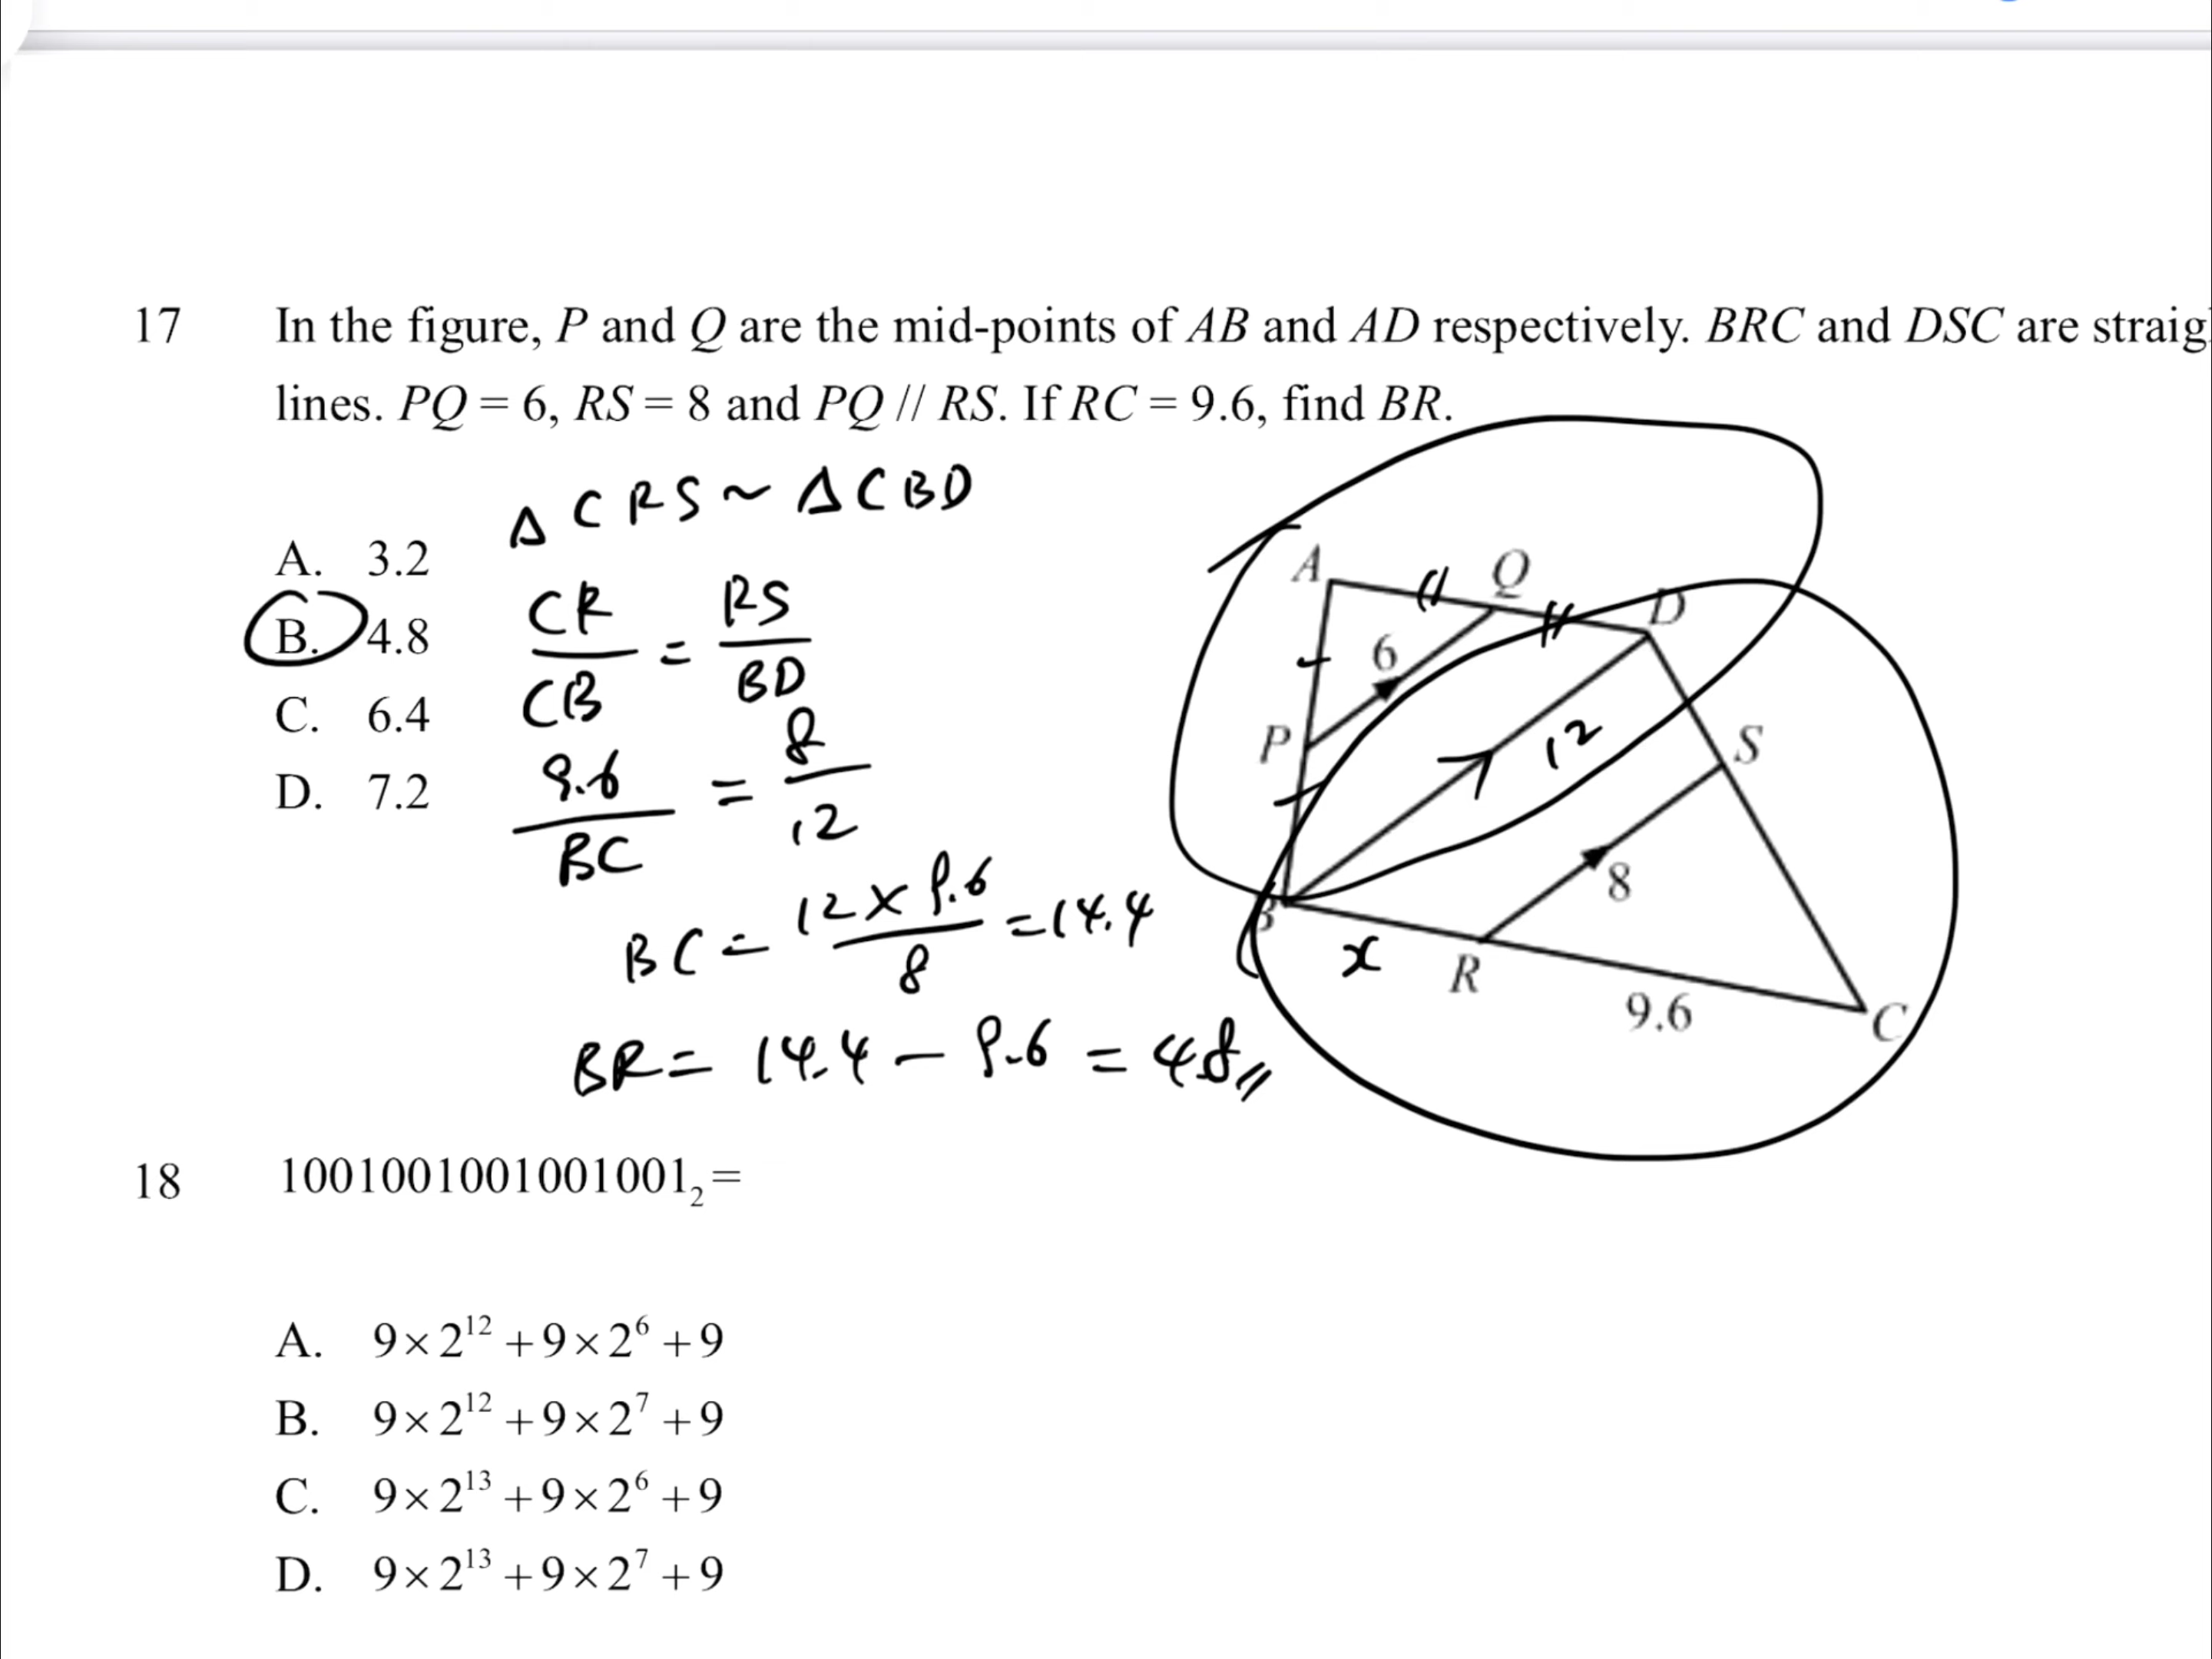 17 In the figure, P and Q are the mid-points of AB and AD respectively. BRC and DSC are straig
lines. PQ = 6, RS = 8 and PQ // RS. If RC = 9.6, find BR.
Δ CRS ~ Δ CBD
A. 3.2
B. 4.8
C. 6.4
D. 7.2
CR/CB = RS/BD
9.6/BC = 8/12
BC = 12 × 9.6/8 = 14.4
BR = 14.4 − 9.6 = 4.8
A Q D
6
P 12 S
8
B x R
9.6 C
18 1001001001001001₂ =
A. 9×2¹² + 9×2⁶ + 9
B. 9×2¹² + 9×2⁷ + 9
C. 9×2¹³ + 9×2⁶ + 9
D. 9×2¹³ + 9×2⁷ + 9